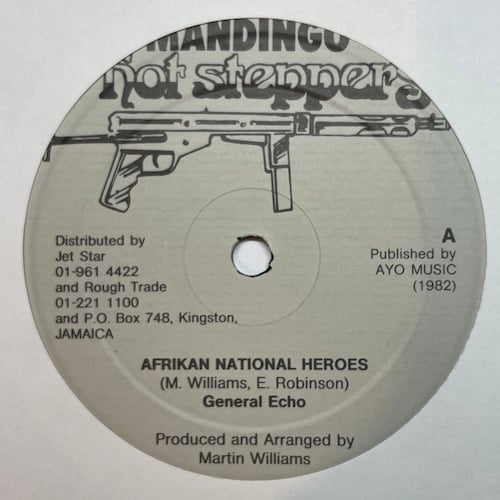 MANDINGO
hot steppers
Distributed by
Jet Star
01-961 4422
and Rough Trade
01-221 1100
and P.O. Box 748, Kingston,
JAMAICA
A
Published by
AYO MUSIC
(1982)
AFRIKAN NATIONAL HEROES
(M. Williams, E. Robinson)
General Echo
Produced and Arranged by
Martin Williams